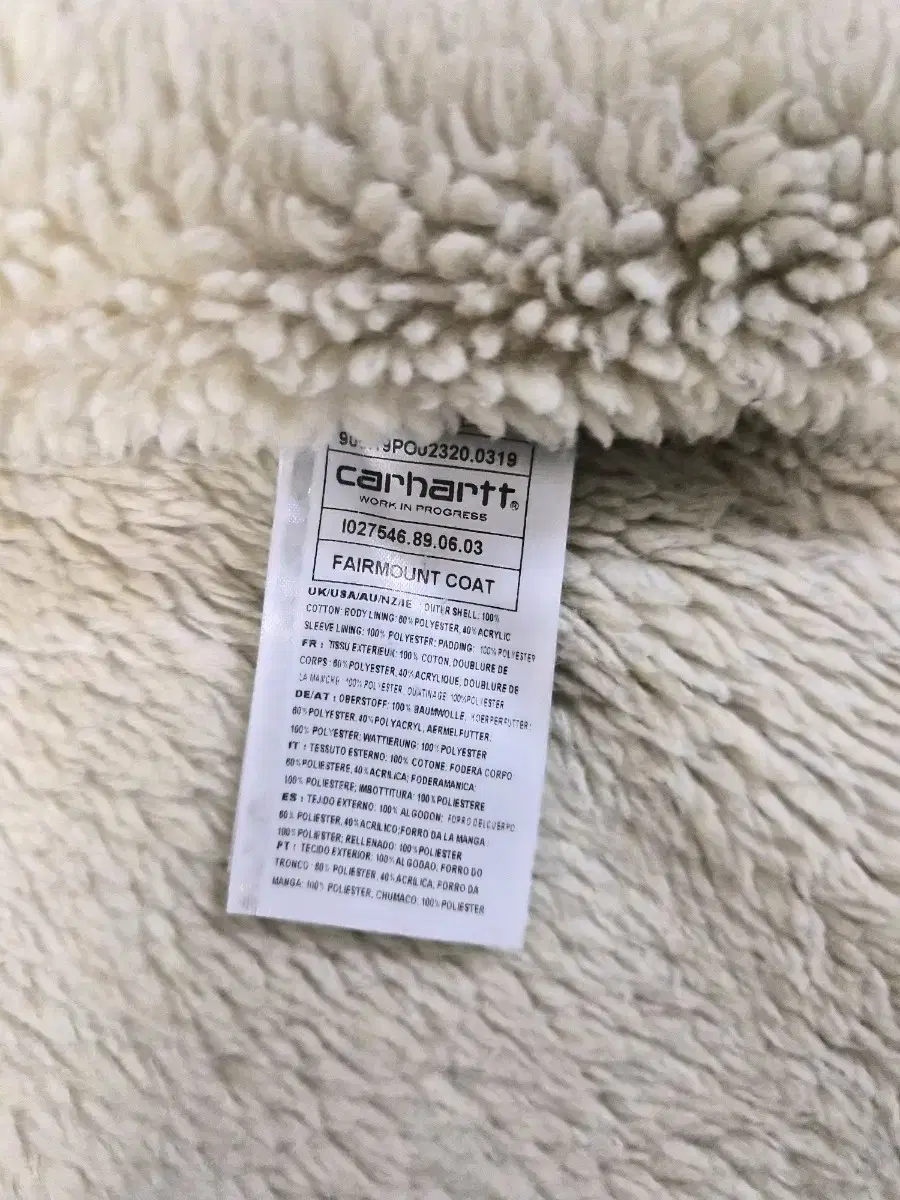 9PO02320.0319
carhartt®
WORK IN PROGRESS
I027546.89.06.03
FAIRMOUNT COAT
UK/USA/AU/NZ/IE OUTER SHELL: 100%
COTTON: BODY LINING: 60% POLYESTER, 40% ACRYLIC
SLEEVE LINING: 100% POLYESTER; PADDING: 100% POLYESTER
FR : TISSU EXTERIEUR: 100% COTON, DOUBLURE DE
CORPS: 60% POLYESTER, 40% ACRYLIQUE, DOUBLURE DE
LA MANCHE: 100% POLYESTER, OUATINAGE: 100% POLYESTER
DE/AT : OBERSTOFF: 100% BAUMWOLLE, KOERPERFUTTER:
60% POLYESTER, 40% POLYACRYL, AERMELFUTTER:
100% POLYESTER; WATTIERUNG: 100% POLYESTER
IT : TESSUTO ESTERNO: 100% COTONE, FODERA CORPO
60% POLIESTERE, 40% ACRILICA; FODERAMANICA:
100% POLIESTERE; IMBOTTITURA: 100% POLIESTERE
ES : TEJIDO EXTERNO: 100% ALGODON; FORRO DEL CUERPO
60% POLIESTER, 40% ACRILICO; FORRO DA LA MANGA
100% POLIESTER; RELLENADO: 100% POLIESTER
PT : TECIDO EXTERIOR: 100% ALGODAO, FORRO DO
TRONCO: 60% POLIESTER, 40% ACRILICA, FORRO DA
MANGA: 100% POLIESTER, CHUMACO, 100% POLIESTER